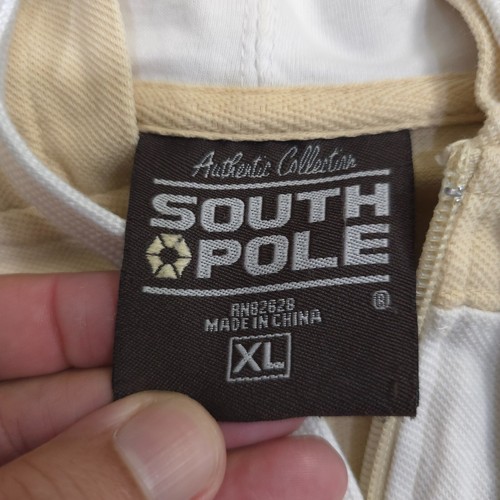 Authentic Collection
SOUTH
POLE
®
RN82628
MADE IN CHINA
XL